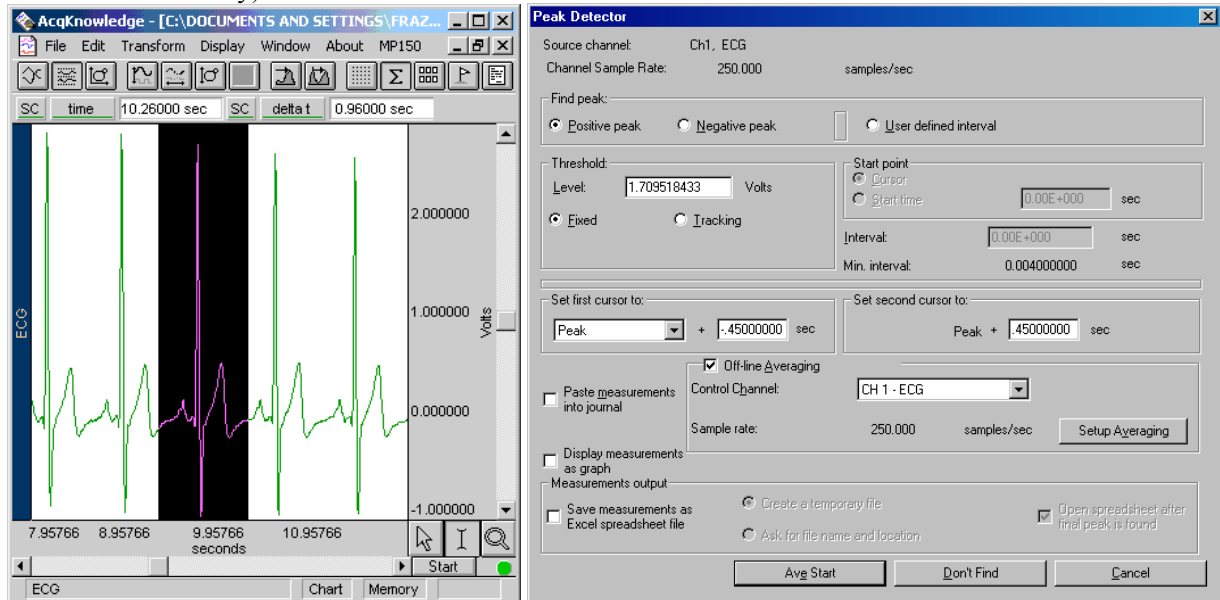 AcqKnowledge - [C:\DOCUMENTS AND SETTINGS\FRAZ...
File Edit Transform Display Window About MP150
SC time 10.26000 sec SC delta t 0.96000 sec
ECG
2.000000
1.000000
Volts
0.000000
-1.000000
7.95766 8.95766 9.95766 10.95766
seconds
Start
ECG Chart Memory
Peak Detector
Source channel: Ch1, ECG
Channel Sample Rate: 250.000 samples/sec
Find peak:
Positive peak Negative peak User defined interval
Threshold:
Level: 1.709518433 Volts
Fixed Tracking
Start point
Cursor
Start time 0.00E+000 sec
Interval: 0.00E+000 sec
Min. interval: 0.004000000 sec
Set first cursor to:
Peak + -.45000000 sec
Set second cursor to:
Peak + .45000000 sec
Off-line Averaging
Control Channel: CH 1 - ECG
Sample rate: 250.000 samples/sec Setup Averaging
Paste measurements
into journal
Display measurements
as graph
Measurements output
Save measurements as
Excel spreadsheet file
Create a temporary file
Ask for file name and location
Open spreadsheet after
final peak is found
Avg Start Don't Find Cancel